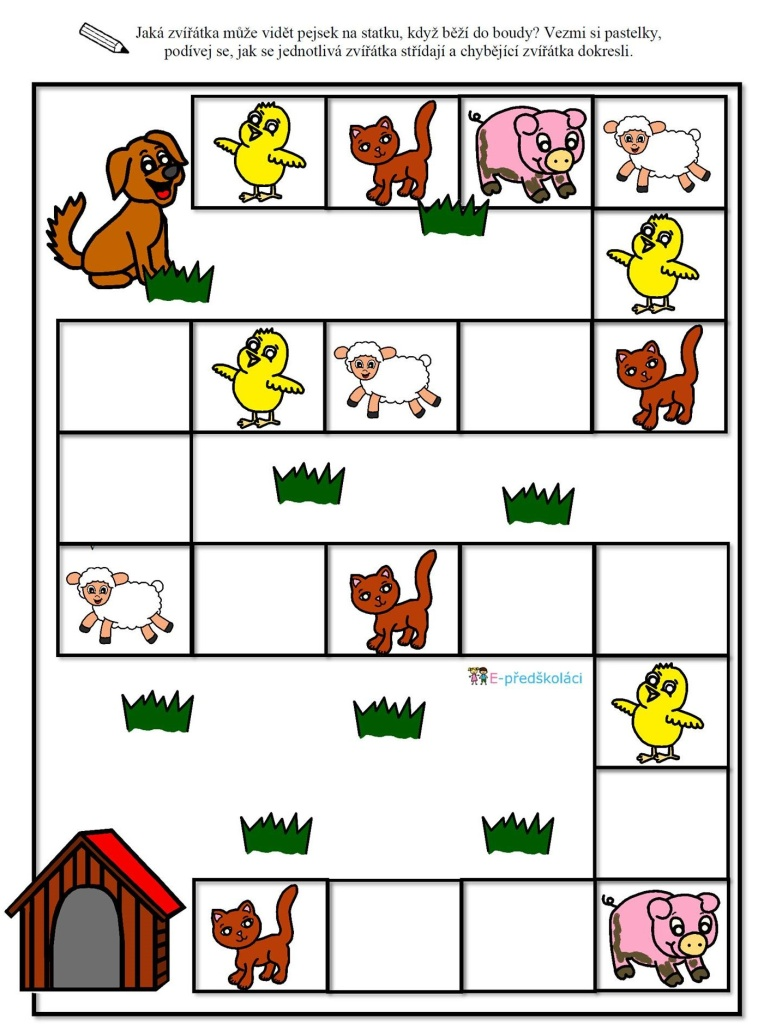 Jaká zvířátka může vidět pejsek na statku, když běží do boudy? Vezmi si pastelky,
podívej se, jak se jednotlivá zvířátka střídají a chybějící zvířátka dokresli.
E-předškoláci